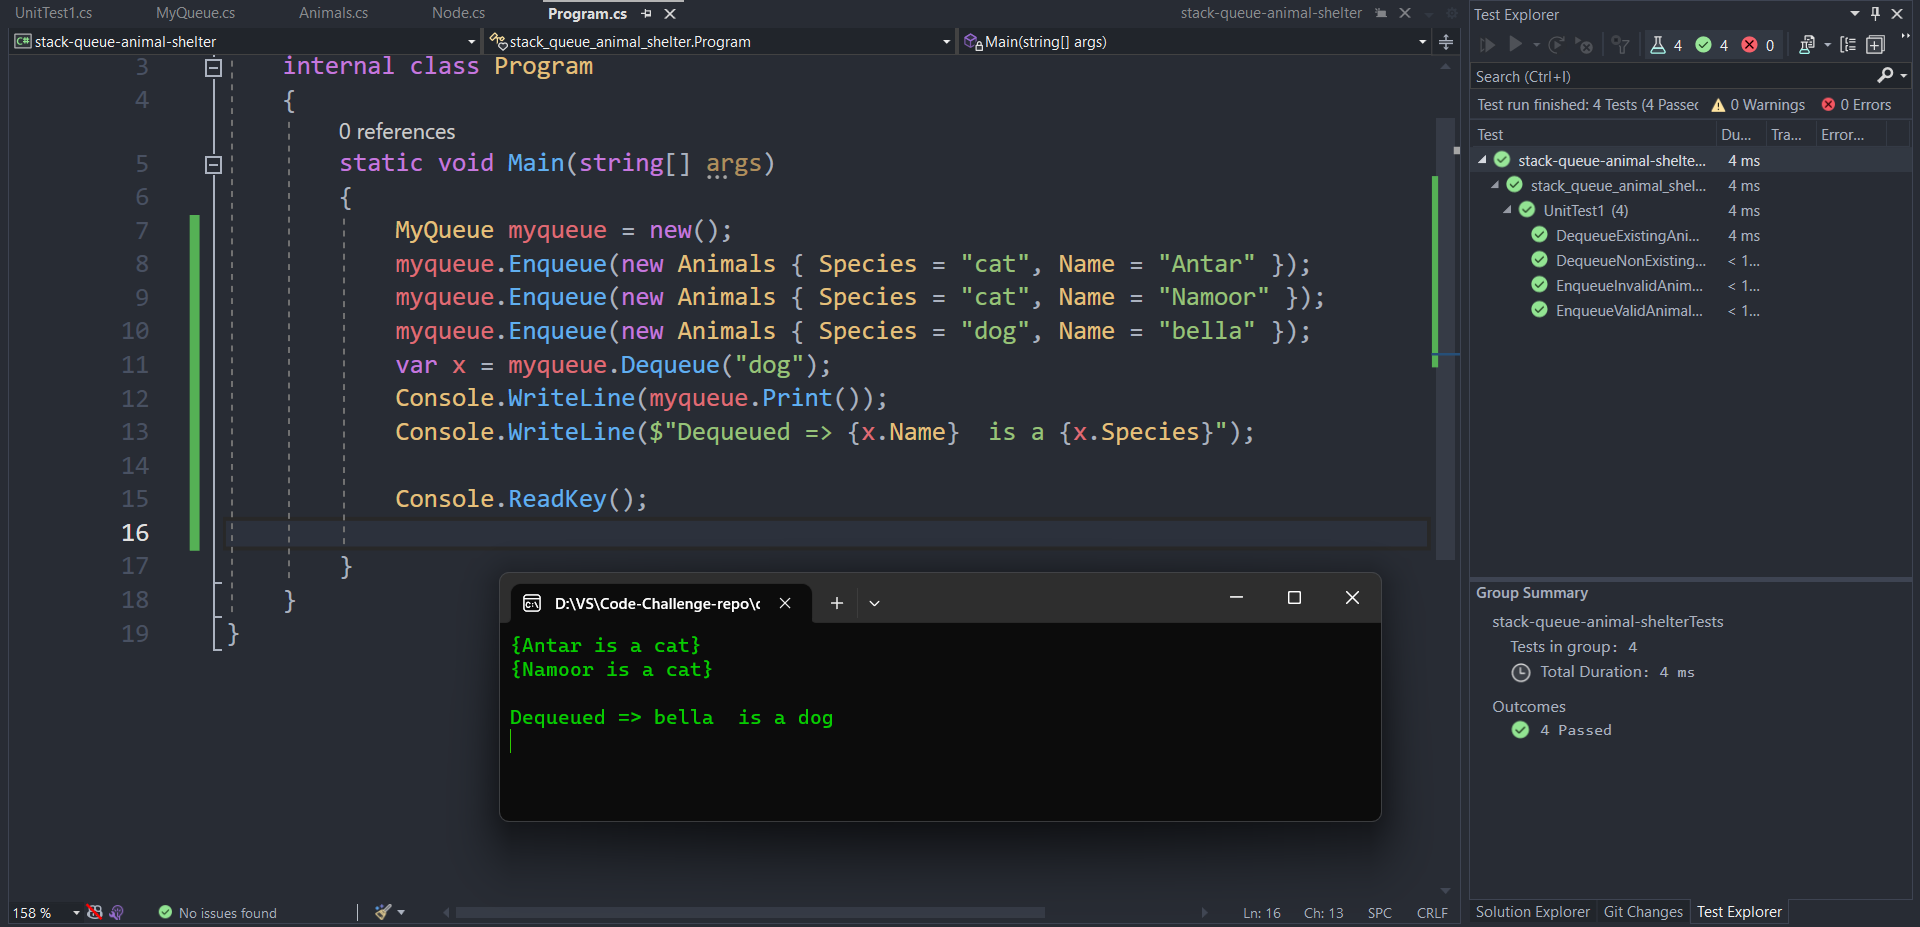 UnitTest1.cs MyQueue.cs Animals.cs Node.cs Program.cs stack-queue-animal-shelter
stack-queue-animal-shelter stack_queue_animal_shelter.Program Main(string[] args)
3 internal class Program
4 {
0 references
5 static void Main(string[] args)
6 {
7 MyQueue myqueue = new();
8 myqueue.Enqueue(new Animals { Species = "cat", Name = "Antar" });
9 myqueue.Enqueue(new Animals { Species = "cat", Name = "Namoor" });
10 myqueue.Enqueue(new Animals { Species = "dog", Name = "bella" });
11 var x = myqueue.Dequeue("dog");
12 Console.WriteLine(myqueue.Print());
13 Console.WriteLine($"Dequeued => {x.Name}  is a {x.Species}");
14
15 Console.ReadKey();
16
17 }
18 }
19 }
D:\VS\Code-Challenge-repo\c
{Antar is a cat}
{Namoor is a cat}
Dequeued => bella  is a dog
158 % No issues found Ln: 16 Ch: 13 SPC CRLF
Test Explorer
4 4 0
Search (Ctrl+I)
Test run finished: 4 Tests (4 Passed 0 Warnings 0 Errors
Test Du... Tra... Error...
stack-queue-animal-shelte... 4 ms
stack_queue_animal_shel... 4 ms
UnitTest1 (4) 4 ms
DequeueExistingAni... 4 ms
DequeueNonExisting... < 1...
EnqueueInvalidAnim... < 1...
EnqueueValidAnimal... < 1...
Group Summary
stack-queue-animal-shelterTests
Tests in group: 4
Total Duration: 4 ms
Outcomes
4 Passed
Solution Explorer Git Changes Test Explorer